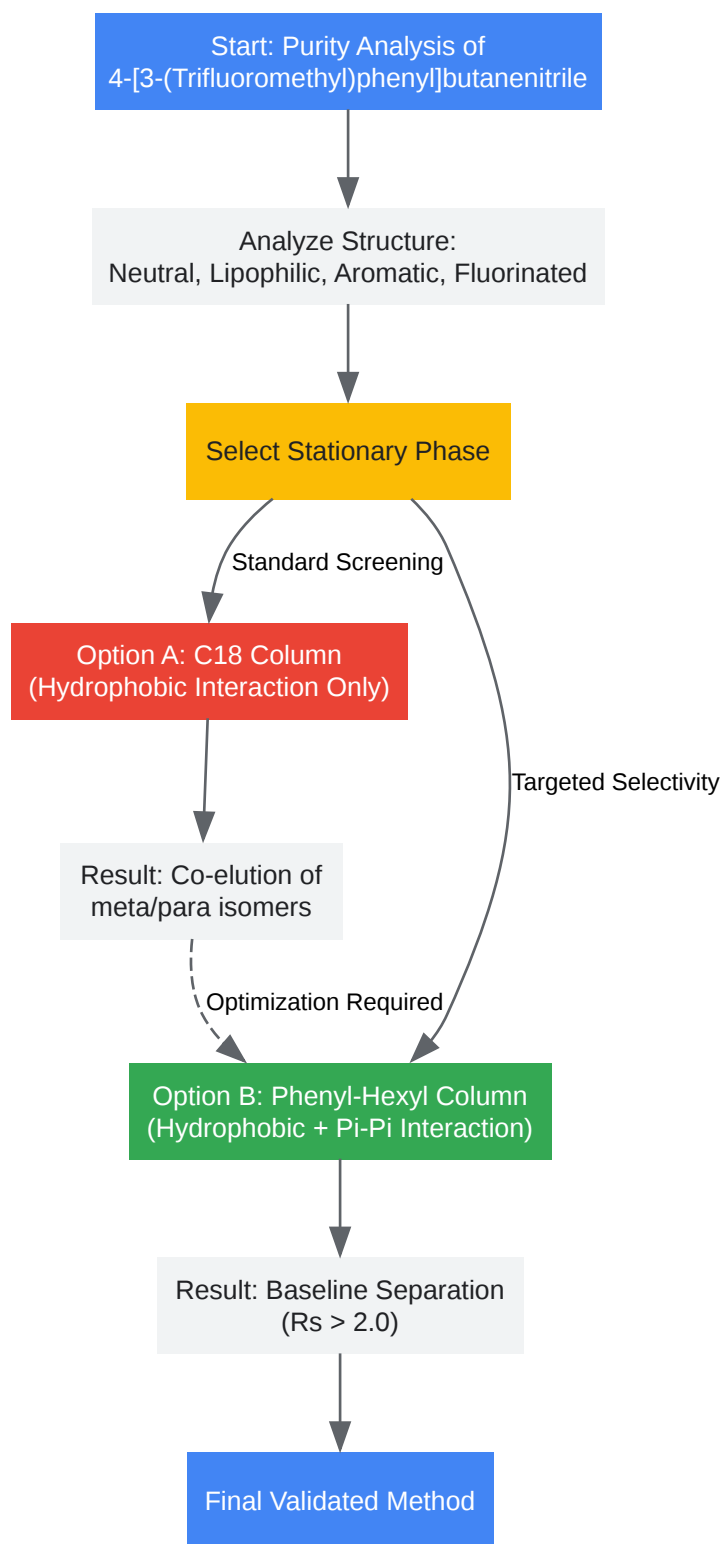 Start: Purity Analysis of
4-[3-(Trifluoromethyl)phenyl]butanenitrile
Analyze Structure:
Neutral, Lipophilic, Aromatic, Fluorinated
Select Stationary Phase
Standard Screening
Option A: C18 Column
(Hydrophobic Interaction Only)
Targeted Selectivity
Result: Co-elution of
meta/para isomers
Optimization Required
Option B: Phenyl-Hexyl Column
(Hydrophobic + Pi-Pi Interaction)
Result: Baseline Separation
(Rs > 2.0)
Final Validated Method